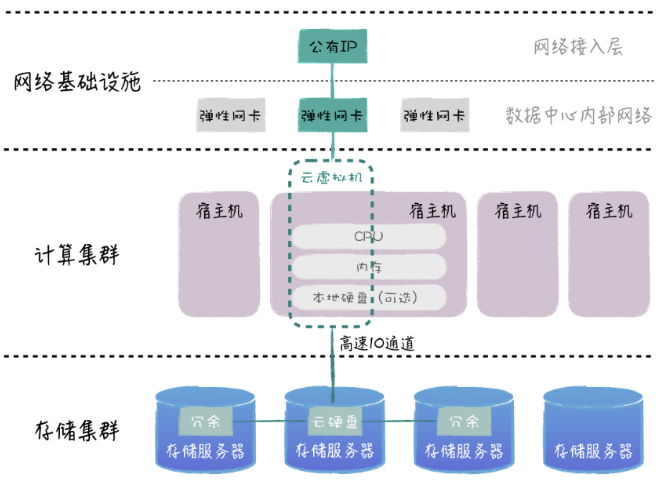 公有IP
网络接入层
网络基础设施
弹性网卡
弹性网卡
弹性网卡
数据中心内部网络
云虚拟机
宿主机
宿主机
宿主机
宿主机
CPU
计算集群
内存
本地硬盘（可选）
高速IO通道
冗余
云硬盘
冗余
存储集群
存储服务器
存储服务器
存储服务器
存储服务器